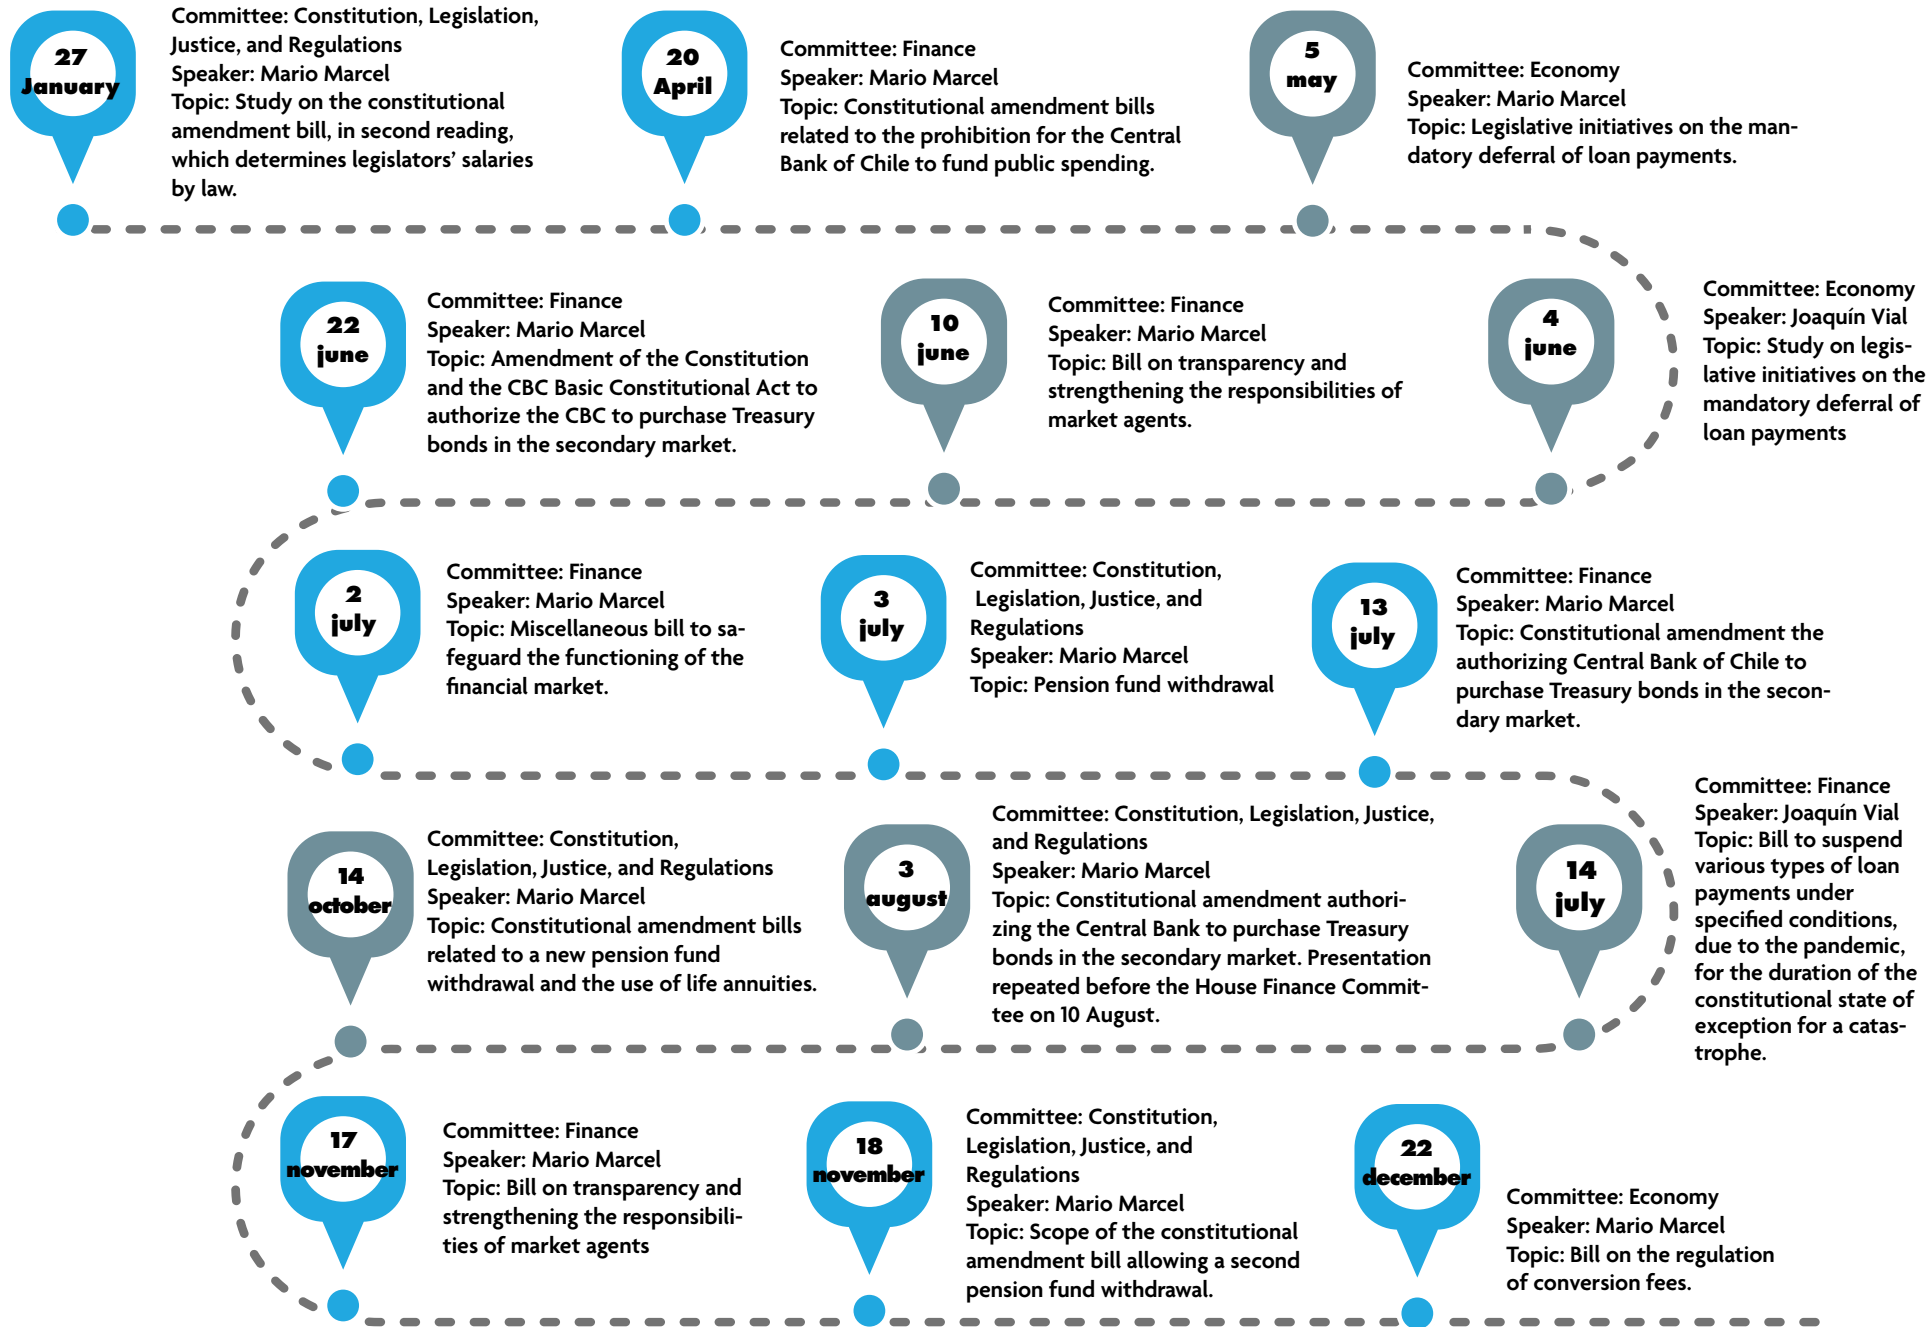 27
January
Committee: Constitution, Legislation,
Justice, and Regulations
Speaker: Mario Marcel
Topic: Study on the constitutional
amendment bill, in second reading,
which determines legislators’ salaries
by law.
20
April
Committee: Finance
Speaker: Mario Marcel
Topic: Constitutional amendment bills
related to the prohibition for the Central
Bank of Chile to fund public spending.
5
may
Committee: Economy
Speaker: Mario Marcel
Topic: Legislative initiatives on the man-
datory deferral of loan payments.
4
june
Committee: Economy
Speaker: Joaquín Vial
Topic: Study on legis-
lative initiatives on the
mandatory deferral of
loan payments
10
june
Committee: Finance
Speaker: Mario Marcel
Topic: Bill on transparency and
strengthening the responsibilities of
market agents.
22
june
Committee: Finance
Speaker: Mario Marcel
Topic: Amendment of the Constitution
and the CBC Basic Constitutional Act to
authorize the CBC to purchase Treasury
bonds in the secondary market.
2
july
Committee: Finance
Speaker: Mario Marcel
Topic: Miscellaneous bill to sa-
feguard the functioning of the
financial market.
3
july
Committee: Constitution,
Legislation, Justice, and
Regulations
Speaker: Mario Marcel
Topic: Pension fund withdrawal
13
july
Committee: Finance
Speaker: Mario Marcel
Topic: Constitutional amendment the
authorizing Central Bank of Chile to
purchase Treasury bonds in the secon-
dary market.
14
july
Committee: Finance
Speaker: Joaquín Vial
Topic: Bill to suspend
various types of loan
payments under
specified conditions,
due to the pandemic,
for the duration of the
constitutional state of
exception for a catas-
trophe.
3
august
Committee: Constitution, Legislation, Justice,
and Regulations
Speaker: Mario Marcel
Topic: Constitutional amendment authori-
zing the Central Bank to purchase Treasury
bonds in the secondary market. Presentation
repeated before the House Finance Commit-
tee on 10 August.
14
october
Committee: Constitution,
Legislation, Justice, and Regulations
Speaker: Mario Marcel
Topic: Constitutional amendment bills
related to a new pension fund
withdrawal and the use of life annuities.
17
november
Committee: Finance
Speaker: Mario Marcel
Topic: Bill on transparency and
strengthening the responsibili-
ties of market agents
18
november
Committee: Constitution,
Legislation, Justice, and
Regulations
Speaker: Mario Marcel
Topic: Scope of the constitutional
amendment bill allowing a second
pension fund withdrawal.
22
december
Committee: Economy
Speaker: Mario Marcel
Topic: Bill on the regulation
of conversion fees.